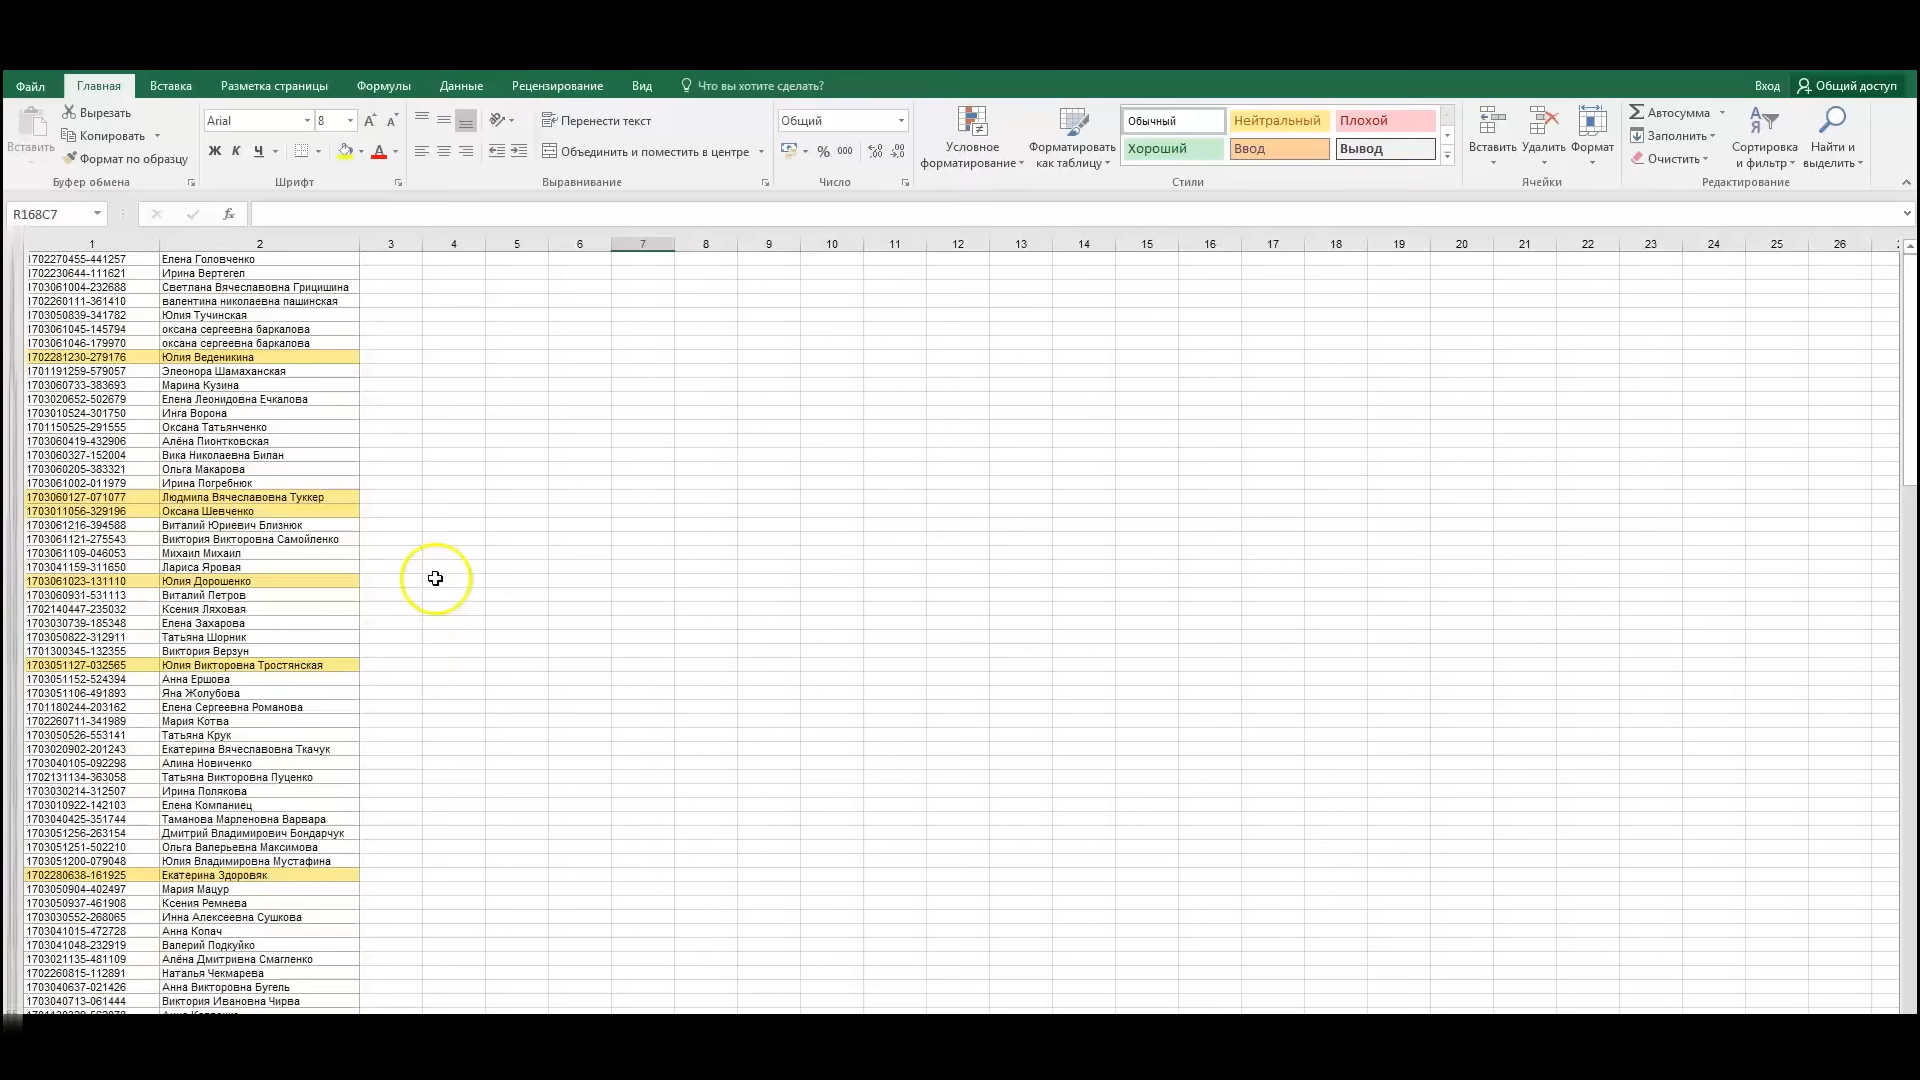 Файл Главная Вставка Разметка страницы Формулы Данные Рецензирование Вид Что вы хотите сделать? Вход Общий доступ
Вставить
Вырезать
Копировать
Формат по образцу
Буфер обмена
Arial 8
Ж К Ч
Шрифт
Перенести текст
Объединить и поместить в центре
Выравнивание
Общий
% 000
Число
Условное форматирование
Форматировать как таблицу
Обычный Нейтральный Плохой
Хороший Ввод Вывод
Стили
Вставить Удалить Формат
Ячейки
Автосумма
Заполнить
Очистить
Сортировка и фильтр
Найти и выделить
Редактирование
R168C7 fx
1 2 3 4 5 6 7 8 9 10 11 12 13 14 15 16 17 18 19 20 21 22 23 24 25 26
1702270455-441257 Елена Головченко
1702230644-111621 Ирина Вертегел
1703061004-232688 Светлана Вячеславовна Грицишина
1702260111-361410 валентина николаевна пашинская
1703050839-341782 Юлия Тучинская
1703061045-145794 оксана сергеевна баркалова
1703061046-179970 оксана сергеевна баркалова
1702281230-279176 Юлия Веденикина
1701191259-579057 Элеонора Шамаханская
1703060733-383693 Марина Кузина
1703020652-502679 Елена Леонидовна Ечкалова
1703010524-301750 Инга Ворона
1701150525-291555 Оксана Татьянченко
1703060419-432906 Алёна Пионтковская
1703060327-152004 Вика Николаевна Билан
1703060205-383321 Ольга Макарова
1703061002-011979 Ирина Погребнюк
1703060127-071077 Людмила Вячеславовна Туккер
1703011056-329196 Оксана Шевченко
1703061216-394588 Виталий Юриевич Близнюк
1703061121-275543 Виктория Викторовна Самойленко
1703061109-046053 Михаил Михаил
1703041159-311650 Лариса Яровая
1703061023-131110 Юлия Дорошенко
1703060931-531113 Виталий Петров
1702140447-235032 Ксения Ляховая
1703030739-185348 Елена Захарова
1703050822-312911 Татьяна Шорник
1701300345-132355 Виктория Верзун
1703051127-032565 Юлия Викторовна Тростянская
1703051152-524394 Анна Ершова
1703051106-491893 Яна Жолубова
1701180244-203162 Елена Сергеевна Романова
1702260711-341989 Мария Котва
1703050526-553141 Татьяна Крук
1703020902-201243 Екатерина Вячеславовна Ткачук
1703040105-092298 Алина Новиченко
1702131134-363058 Татьяна Викторовна Пуценко
1703030214-312507 Ирина Полякова
1703010922-142103 Елена Компаниец
1703040425-351744 Таманова Марленовна Варвара
1703051256-263154 Дмитрий Владимирович Бондарчук
1703051251-502210 Ольга Валерьевна Максимова
1703051200-079048 Юлия Владимировна Мустафина
1702280638-161925 Екатерина Здоровяк
1703050904-402497 Мария Мацур
1703050937-461908 Ксения Ремнева
1703030552-268065 Инна Алексеевна Сушкова
1703041015-472728 Анна Копач
1703041048-232919 Валерий Подкуйко
1703021135-481109 Алёна Дмитривна Смагленко
1702260815-112891 Наталья Чекмарева
1703040637-021426 Анна Викторовна Бугель
1703040713-061444 Виктория Ивановна Чирва